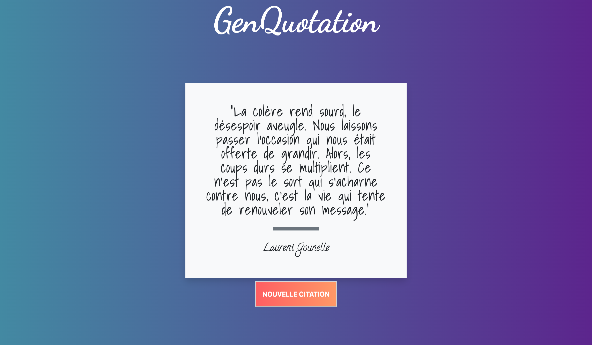 GenQuotation
"La colère rend sourd, le
désespoir aveugle. Nous laissons
passer l'occasion qui nous était
offerte de grandir. Alors, les
coups durs se multiplient. Ce
n'est pas le sort qui s'acharne
contre nous, c'est la vie qui tente
de renouveler son message."
Laurent Gounelle
NOUVELLE CITATION